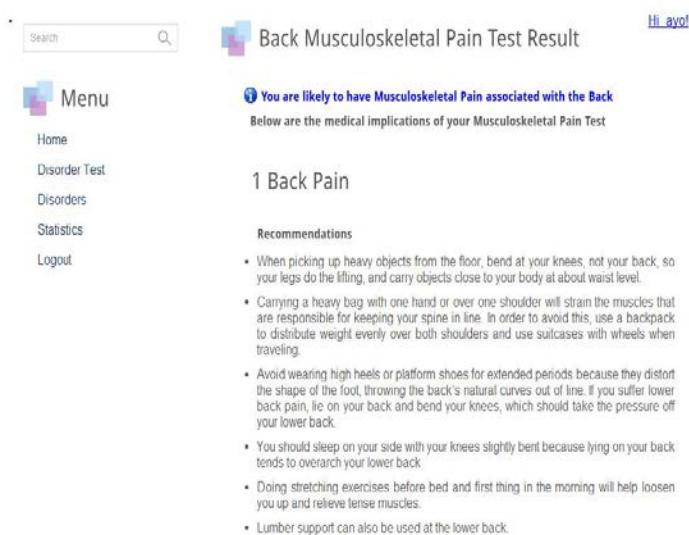 Hi ayo!
Search
Back Musculoskeletal Pain Test Result
Menu
Home
Disorder Test
Disorders
Statistics
Logout
You are likely to have Musculoskeletal Pain associated with the Back
Below are the medical implications of your Musculoskeletal Pain Test
1 Back Pain
Recommendations
• When picking up heavy objects from the floor, bend at your knees, not your back, so
your legs do the lifting, and carry objects close to your body at about waist level.
• Carrying a heavy bag with one hand or over one shoulder will strain the muscles that
are responsible for keeping your spine in line. In order to avoid this, use a backpack
to distribute weight evenly over both shoulders and use suitcases with wheels when
traveling.
• Avoid wearing high heels or platform shoes for extended periods because they distort
the shape of the foot, throwing the back's natural curves out of line. If you suffer lower
back pain, lie on your back and bend your knees, which should take the pressure off
your lower back.
• You should sleep on your side with your knees slightly bent because lying on your back
tends to overarch your lower back
• Doing stretching exercises before bed and first thing in the morning will help loosen
you up and relieve tense muscles.
• Lumber support can also be used at the lower back.